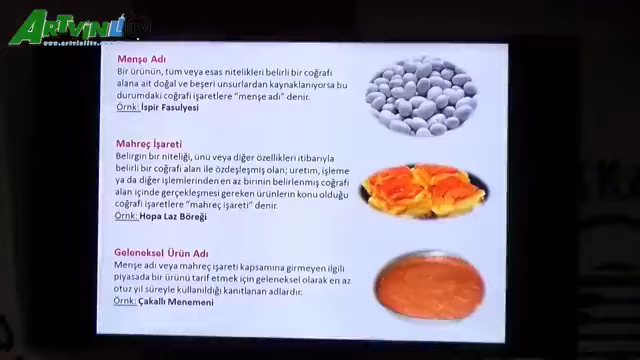 ARTVİNLİ
www.artvinlitv.com.tr
Menşe Adı
Bir ürünün, tüm veya esas nitelikleri belirli bir coğrafi
alana ait doğal ve beşeri unsurlardan kaynaklanıyorsa bu
durumdaki coğrafi işaretlere "menşe adı" denir.
Örnk: İspir Fasulyesi
Mahreç İşareti
Belirgin bir niteliği, ünü veya diğer özellikleri itibarıyla
belirli bir coğrafi alan ile özdeşleşmiş olan; üretim, işleme
ya da diğer işlemlerinden en az birinin belirlenmiş coğrafi
alan içinde gerçekleşmesi gereken ürünlerin konu olduğu
coğrafi işaretlere "mahreç işareti" denir.
Örnk: Hopa Laz Böreği
Geleneksel Ürün Adı
Menşe adı veya mahreç işareti kapsamına girmeyen ilgili
piyasada bir ürünü tarif etmek için geleneksel olarak en az
otuz yıl süreyle kullanıldığı kanıtlanan adlardır.
Örnk: Çakallı Menemeni